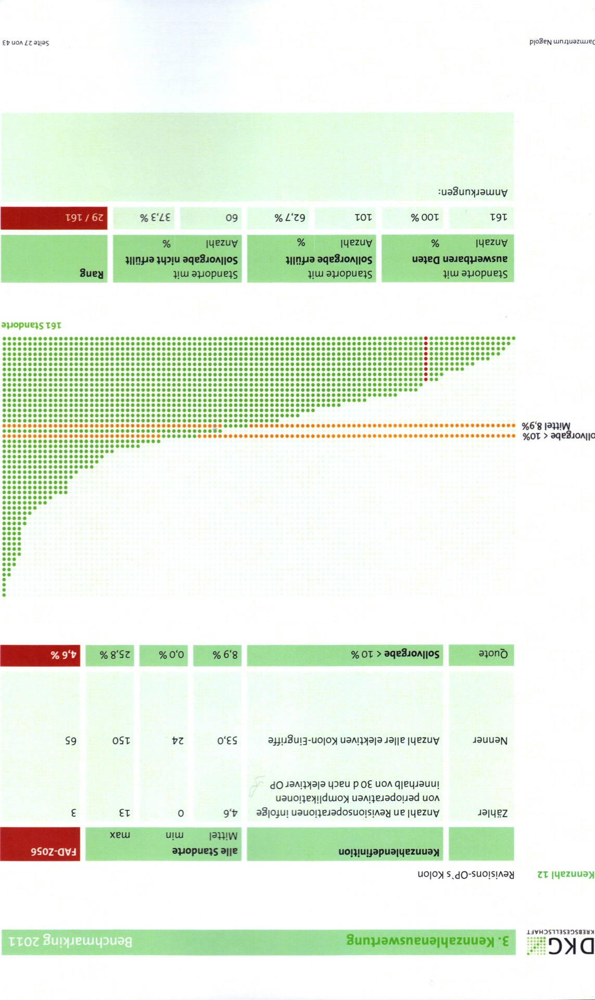 DKG
KREBSGESELLSCHAFT
3. Kennzahlenauswertung
Benchmarking 2011
Kennzahl 12
Revisions-OP`s Kolon
Kennzahlendefinition
alle Standorte
Mittel min max
FAD-Z056
Zähler
Anzahl an Revisionsoperationen infolge
von perioperativen Komplikationen
innerhalb von 30 d nach elektiver OP
4,6 0 13 3
Nenner
Anzahl aller elektiven Kolon-Eingriffe
53,0 24 150 65
Quote
Sollvorgabe < 10 %
8,9 % 0,0 % 25,8 % 4,6 %
ollvorgabe < 10%
Mittel 8,9%
161 Standorte
Standorte mit
auswertbaren Daten
Anzahl %
Standorte mit
Sollvorgabe erfüllt
Anzahl %
Standorte mit
Sollvorgabe nicht erfüllt
Anzahl %
Rang
161 100 % 101 62,7 % 60 37,3 % 29 / 161
Anmerkungen:
Darmzentrum Nagold
Seite 27 von 43